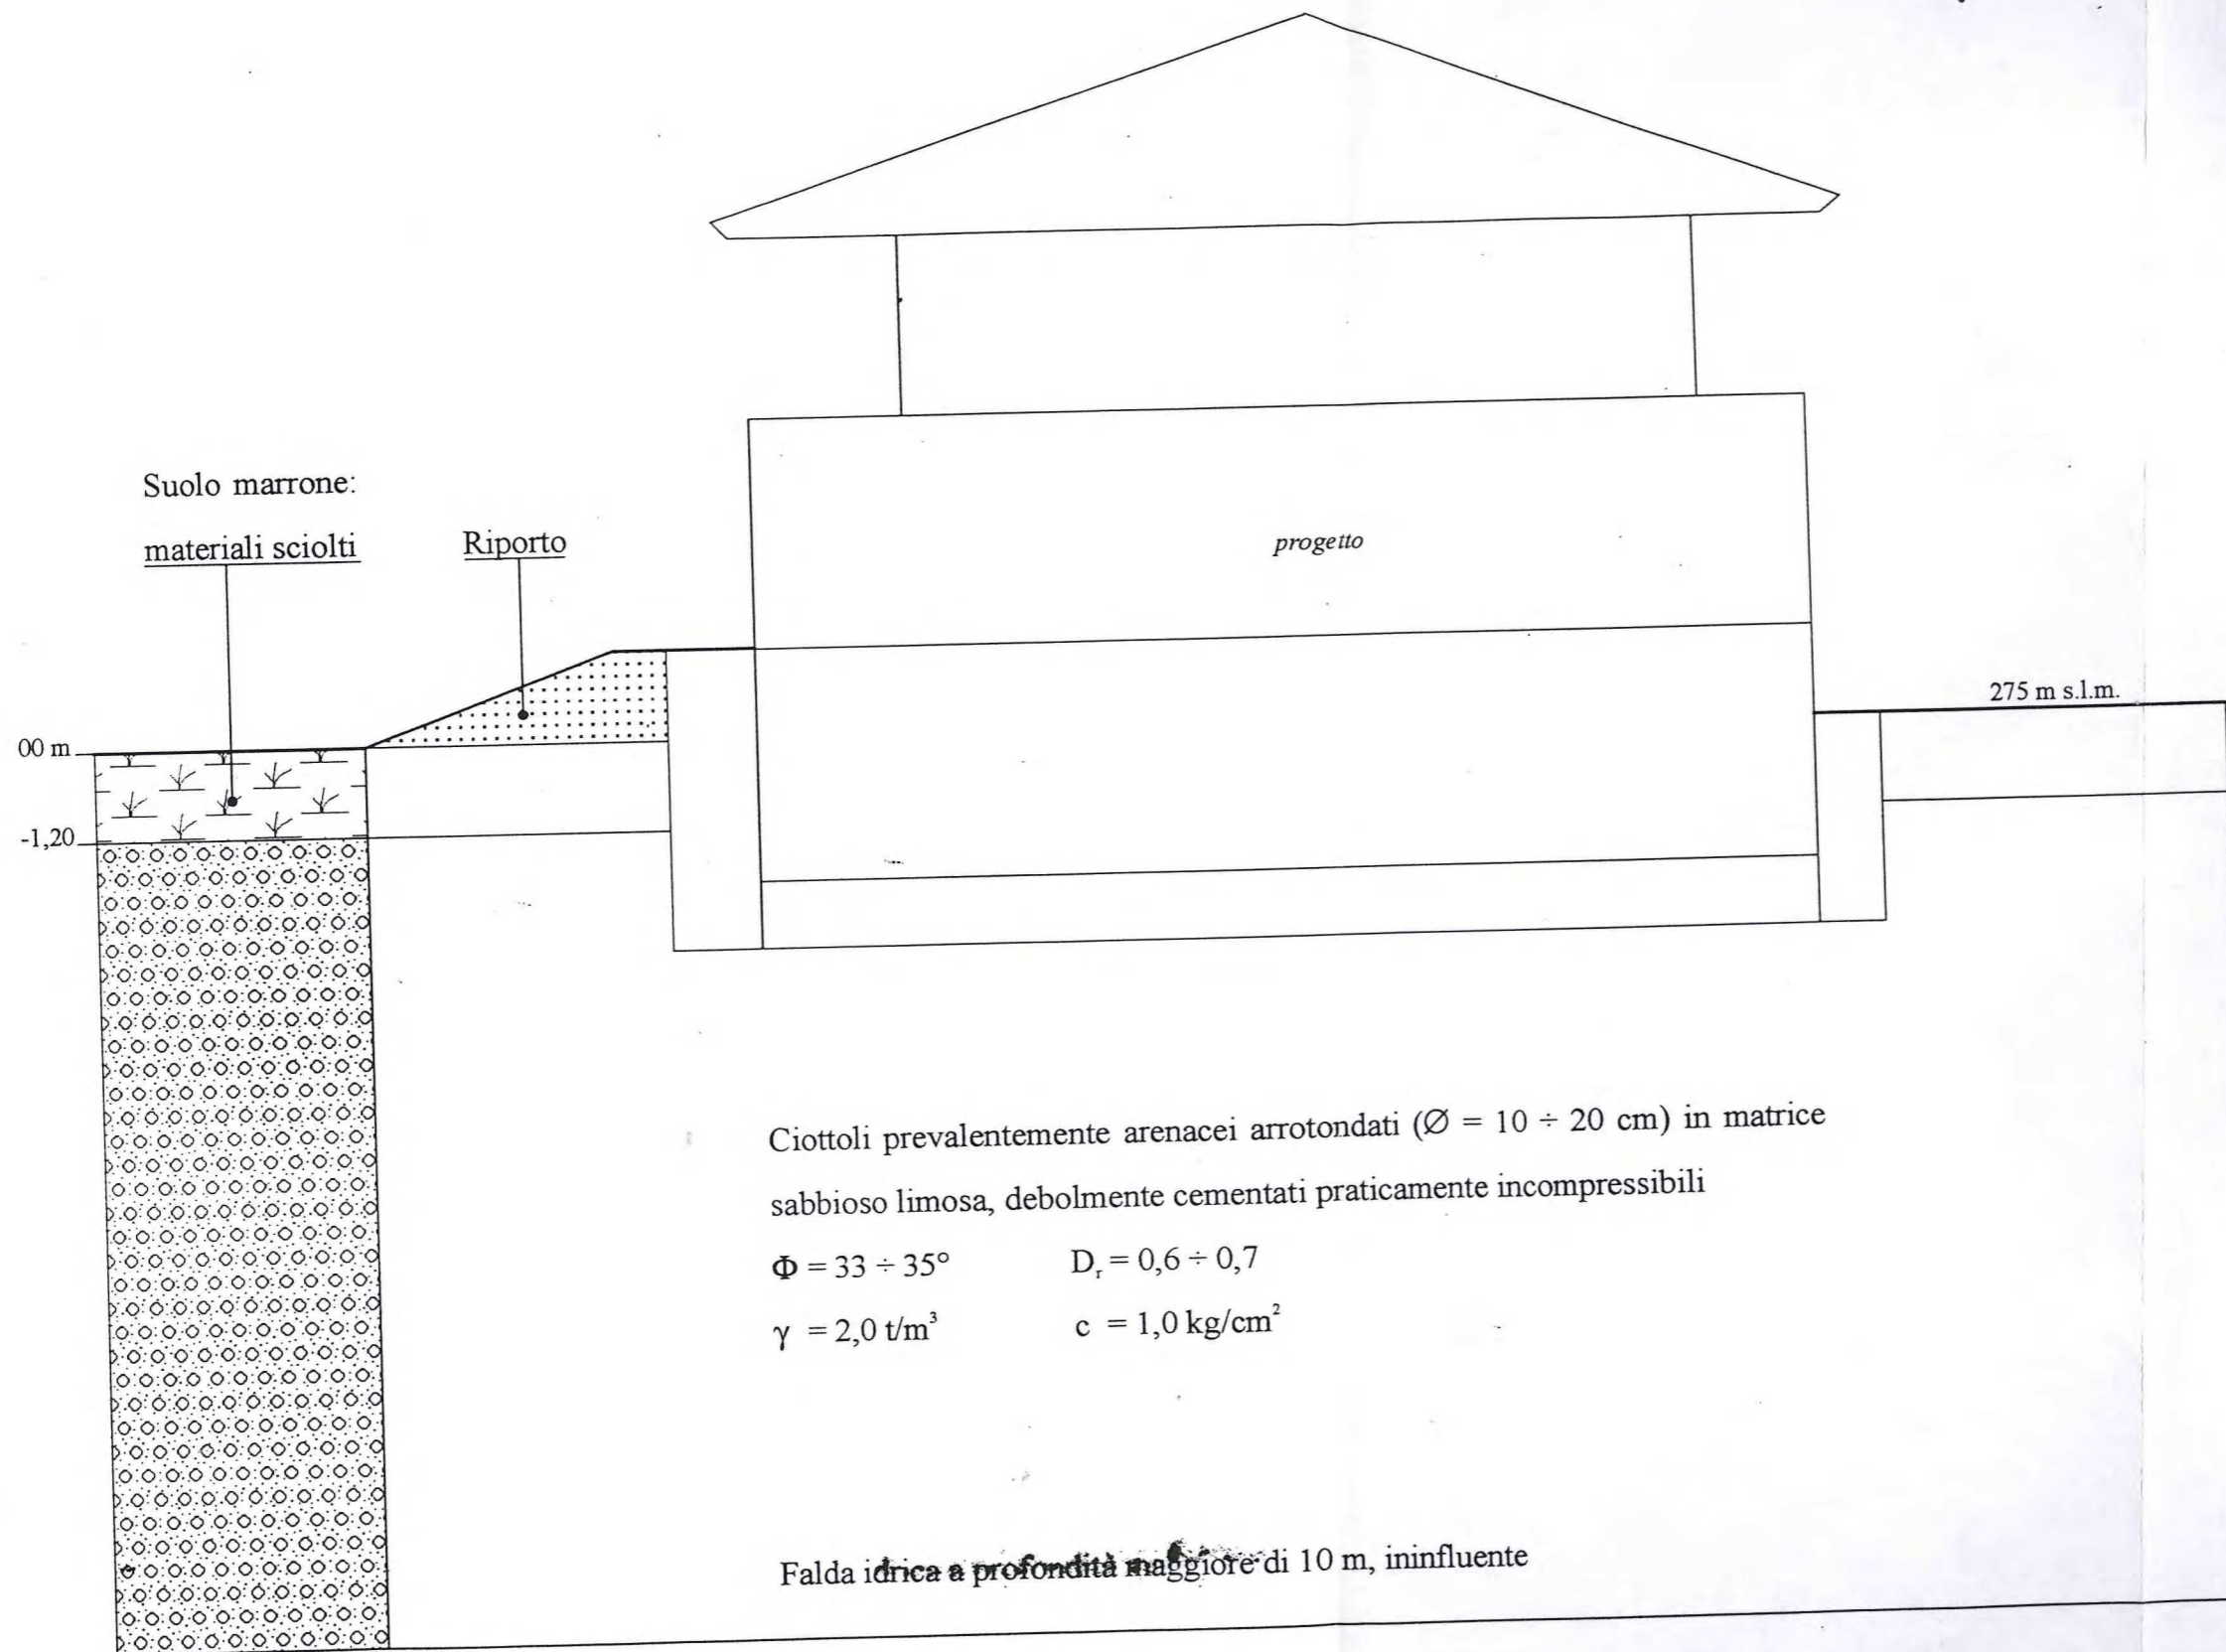 Suolo marrone:
materiali sciolti
Riporto
progetto
275 m s.l.m.
00 m
-1,20
Ciottoli prevalentemente arenacei arrotondati (Ø = 10 ÷ 20 cm) in matrice
sabbioso limosa, debolmente cementati praticamente incompressibili
Φ = 33 ÷ 35° Dr = 0,6 ÷ 0,7
γ = 2,0 t/m³ c = 1,0 kg/cm²
Falda idrica a profondità maggiore di 10 m, ininfluente